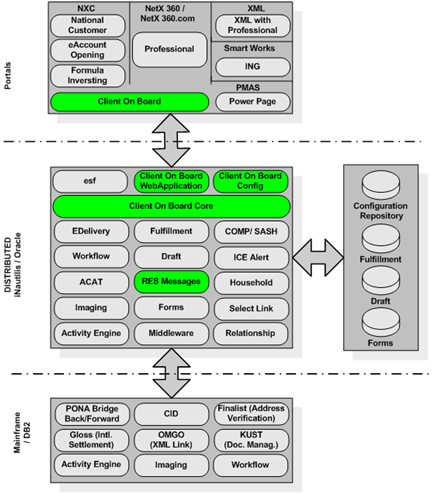 NXC
NetX 360 /
NetX 360.com
XML
National
Customer
eAccount
Opening
Formula
Inversting
Professional
XML with
Professional
Smart Works
ING
PMAS
Client On Board
Power Page
Portals
esf
Client On Board
WebApplication
Client On Board
Config
Client On Board Core
EDelivery
Fulfillment
COMP/ SASH
Workflow
Draft
ICE Alert
ACAT
RES Messages
Household
Imaging
Forms
Select Link
Activity Engine
Middleware
Relationship
DISTRIBUTED
iNautilis / Oracle
Configuration
Repository
Fulfillment
Draft
Forms
PONA Bridge
Back/Forward
CID
Finalist (Address
Verification)
Gloss (Intl.
Settlement)
OMGO
(XML Link)
KUST
(Doc. Manag.)
Activity Engine
Imaging
Workflow
Mainframe
/ DB2